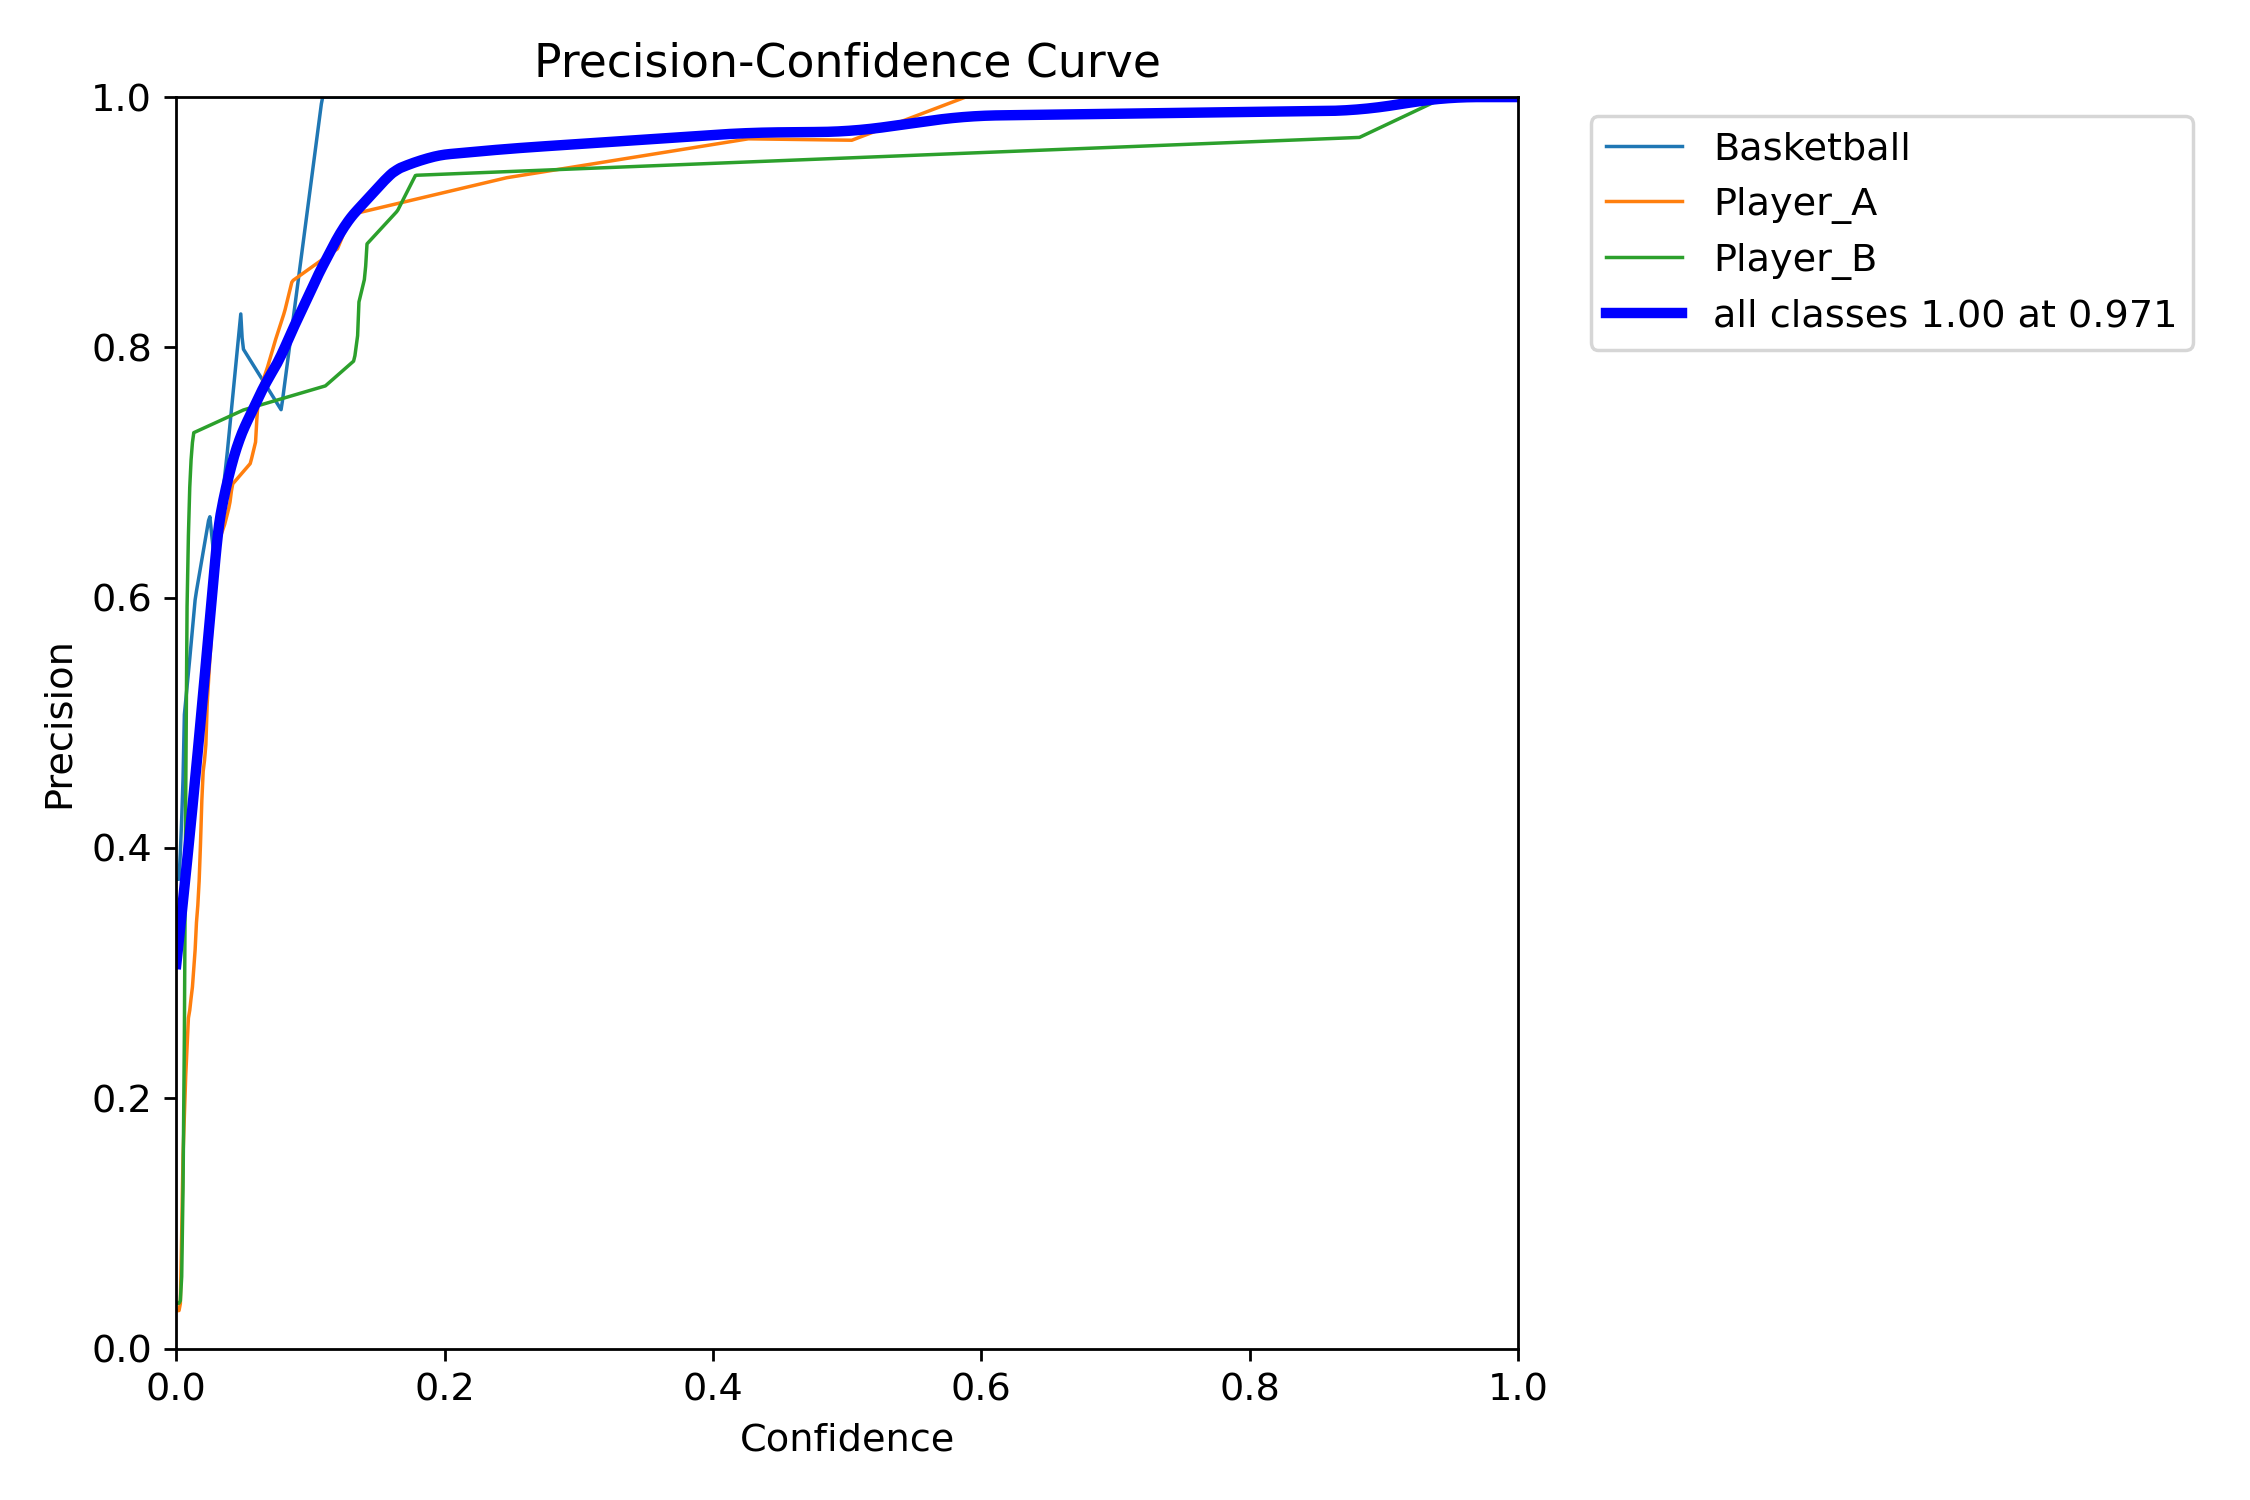 Precision-Confidence Curve
1.0
0.8
0.6
0.4
0.2
0.0
Precision
0.0 0.2 0.4 0.6 0.8 1.0
Confidence
Basketball
Player_A
Player_B
all classes 1.00 at 0.971